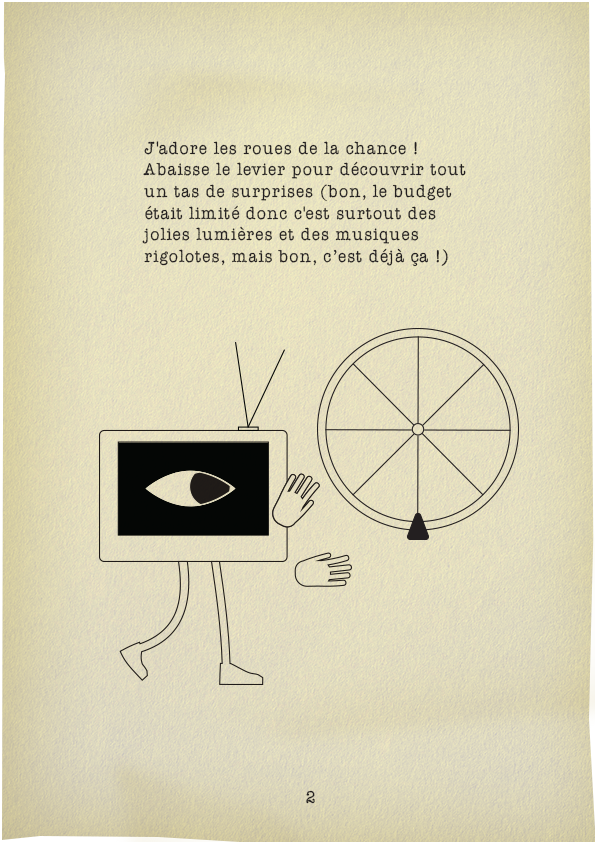 J'adore les roues de la chance !
Abaisse le levier pour découvrir tout
un tas de surprises (bon, le budget
était limité donc c'est surtout des
jolies lumières et des musiques
rigolotes, mais bon, c’est déjà ça !)
2